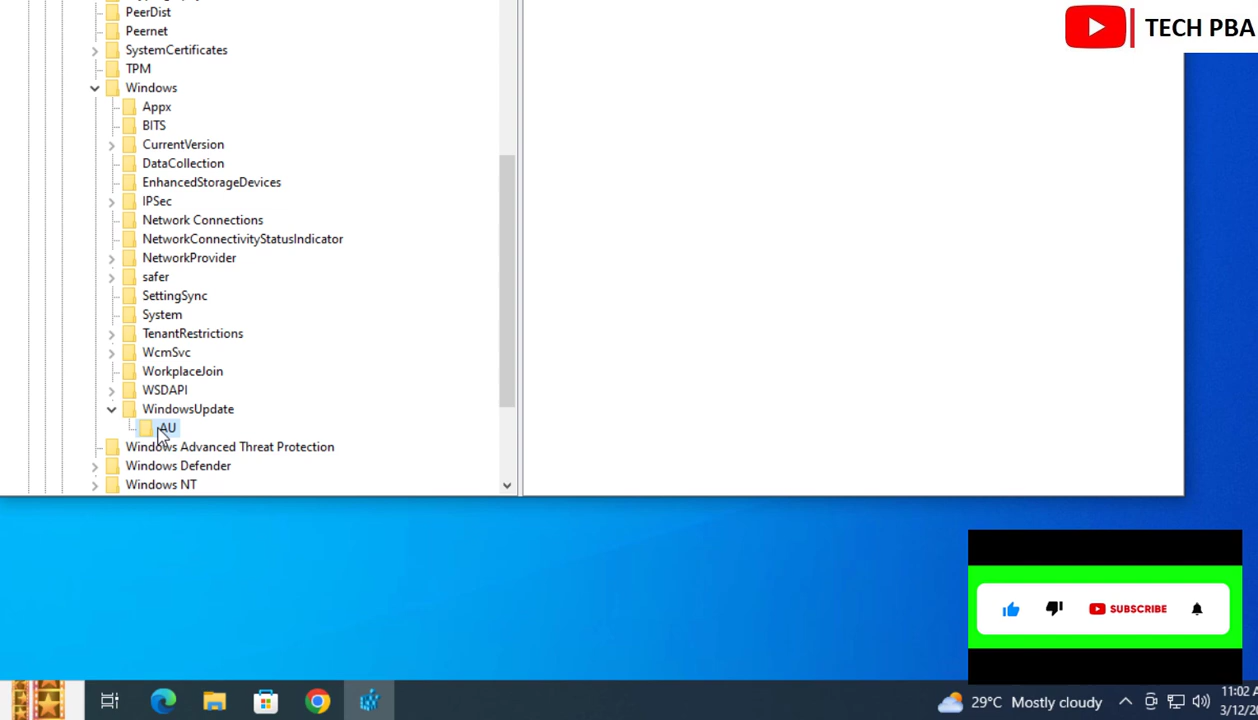 PeerDist
TECH PBA
Peernet
SystemCertificates
TPM
Windows
Appx
BITS
CurrentVersion
DataCollection
EnhancedStorageDevices
IPSec
Network Connections
NetworkConnectivityStatusIndicator
NetworkProvider
safer
SettingSync
System
TenantRestrictions
WcmSvc
WorkplaceJoin
WSDAPI
WindowsUpdate
AU
Windows Advanced Threat Protection
Windows Defender
Windows NT
SUBSCRIBE
29°C Mostly cloudy
11:02 A
3/12/20